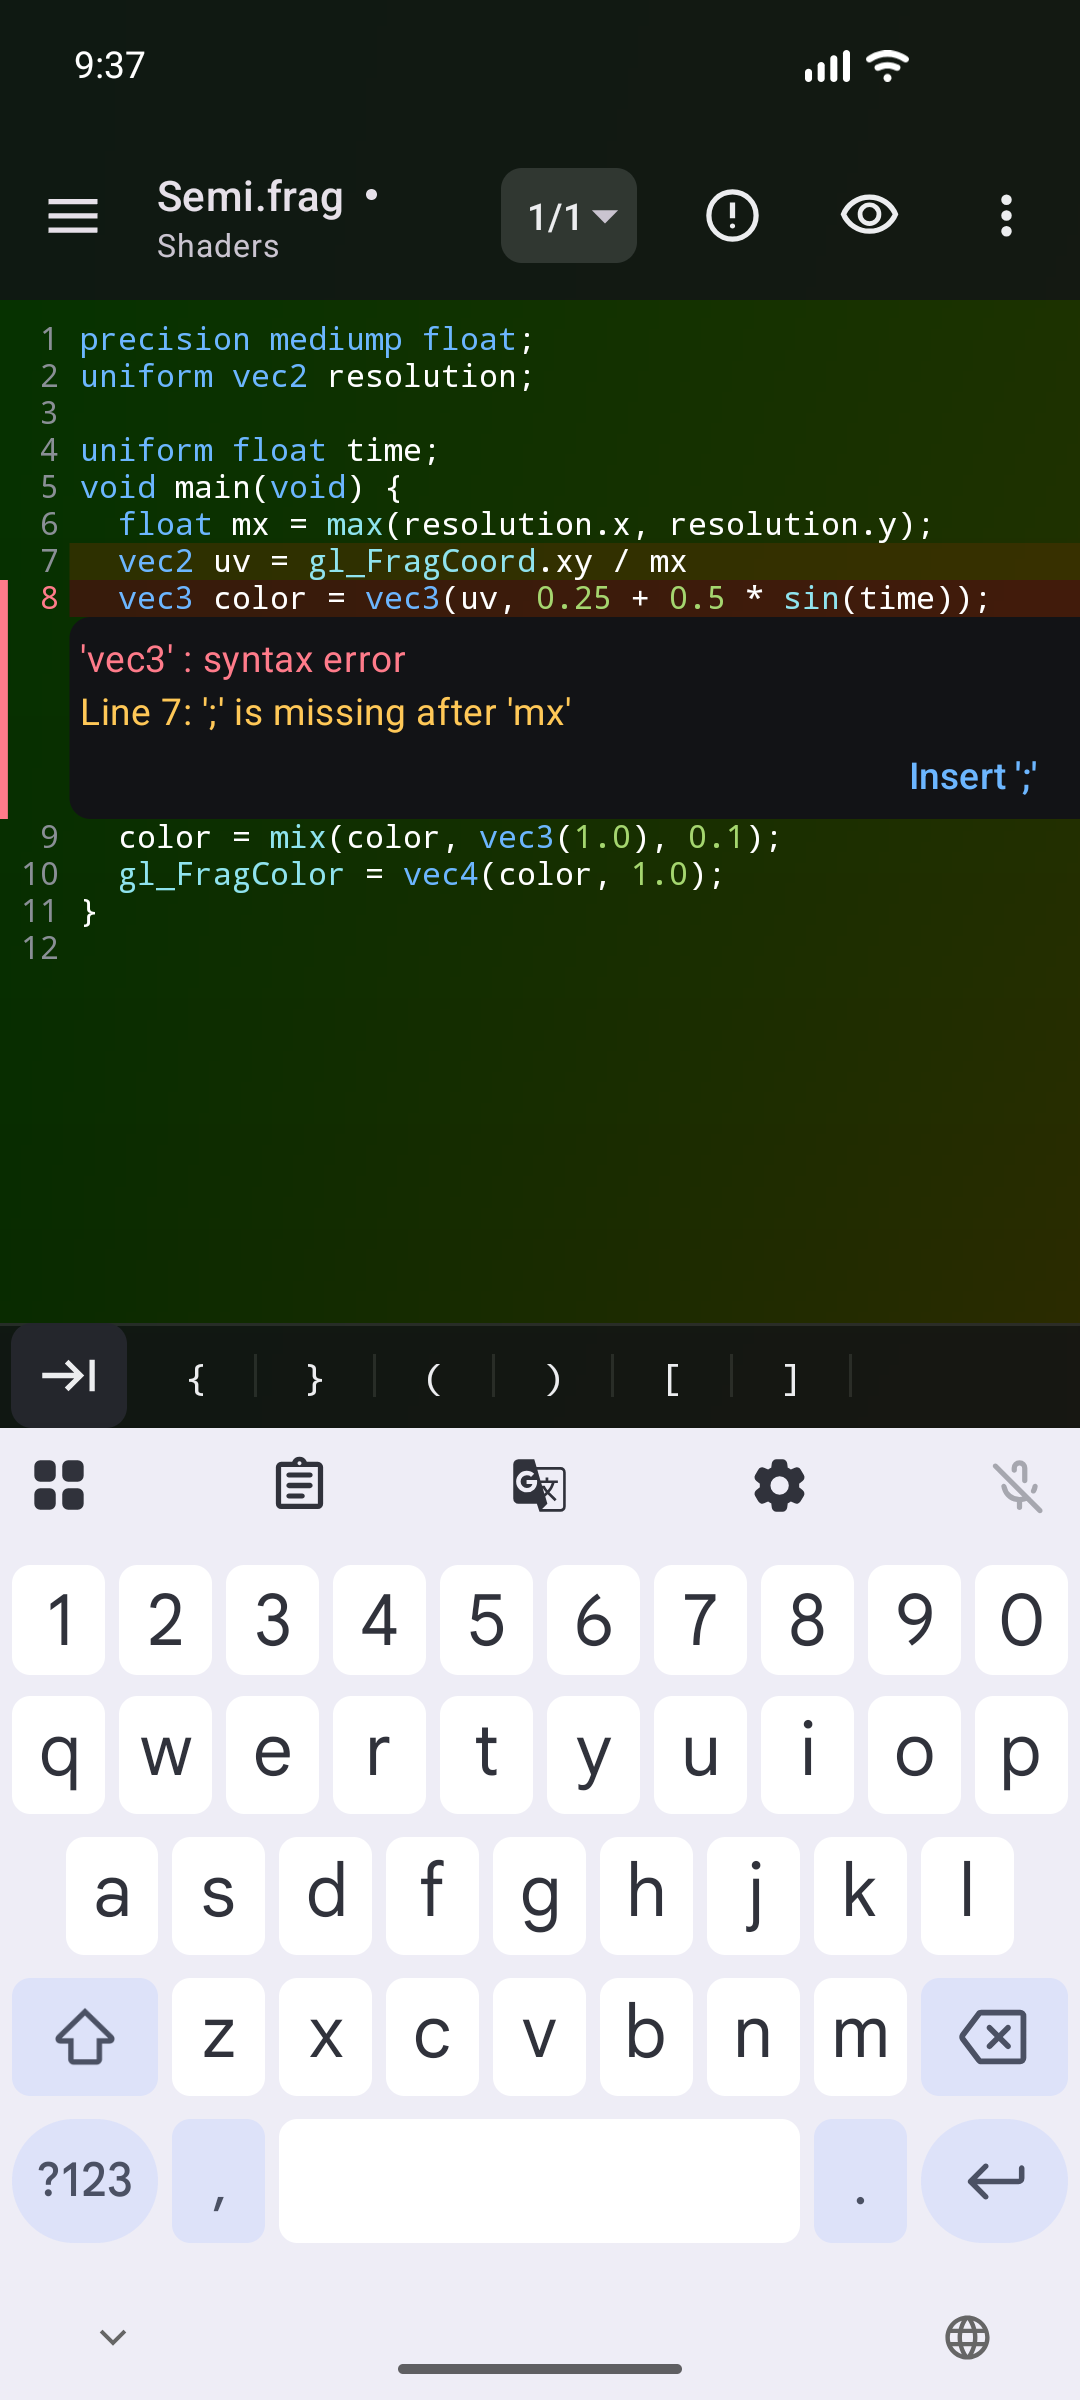 9:37
Semi.frag •
Shaders
1/1
1 precision mediump float;
2 uniform vec2 resolution;
3
4 uniform float time;
5 void main(void) {
6   float mx = max(resolution.x, resolution.y);
7   vec2 uv = gl_FragCoord.xy / mx
8   vec3 color = vec3(uv, 0.25 + 0.5 * sin(time));
'vec3' : syntax error
Line 7: ';' is missing after 'mx'
Insert ';'
9   color = mix(color, vec3(1.0), 0.1);
10   gl_FragColor = vec4(color, 1.0);
11 }
12
{ } ( ) [ ]
G 文
1 2 3 4 5 6 7 8 9 0
q w e r t y u i o p
a s d f g h j k l
z x c v b n m
?123 , .